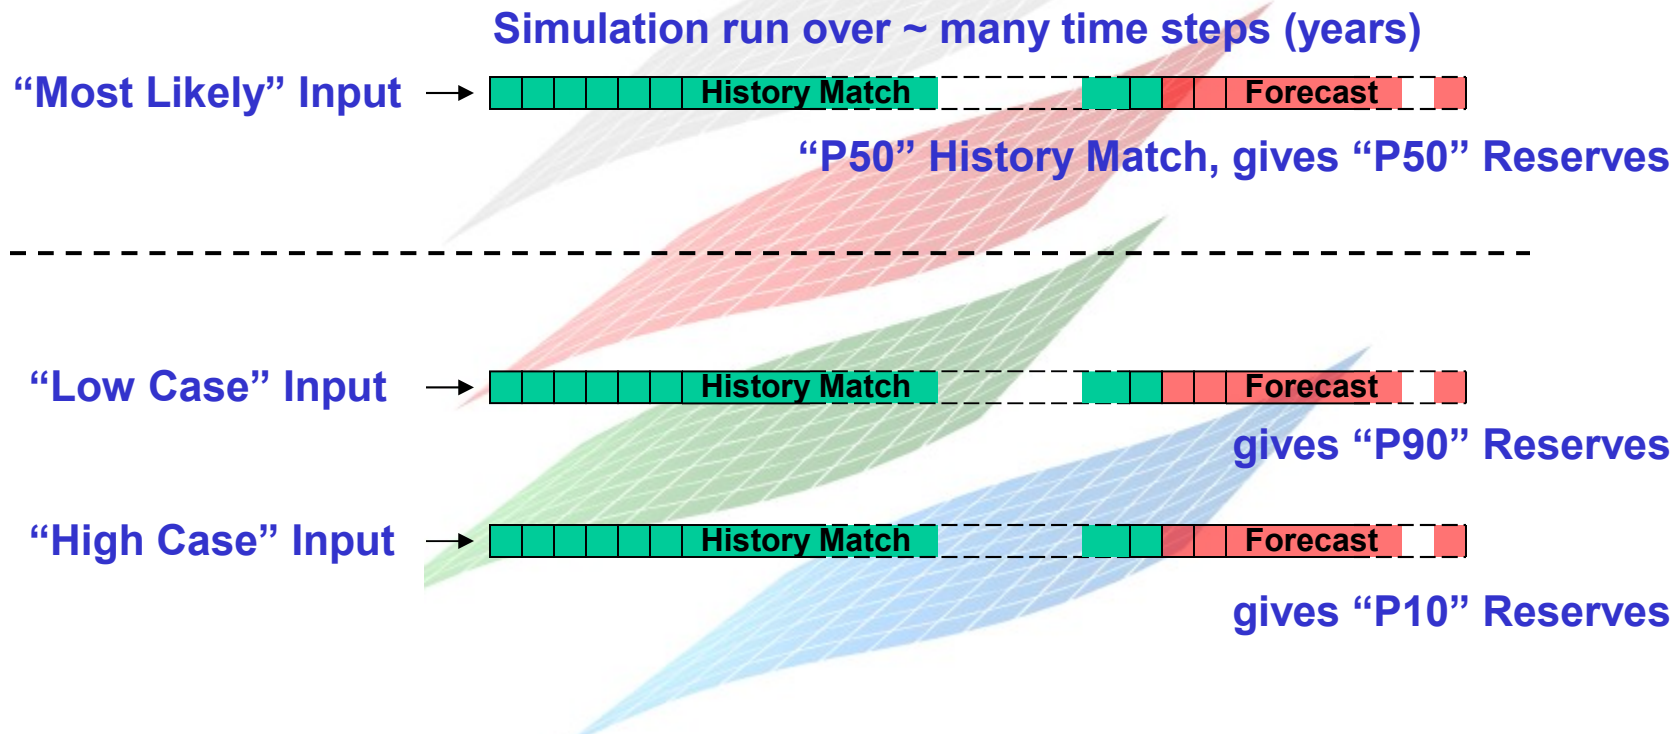 Simulation run over ~ many time steps (years)
“Most Likely” Input
History Match
Forecast
“P50” History Match, gives “P50” Reserves
“Low Case” Input
History Match
Forecast
gives “P90” Reserves
“High Case” Input
History Match
Forecast
gives “P10” Reserves